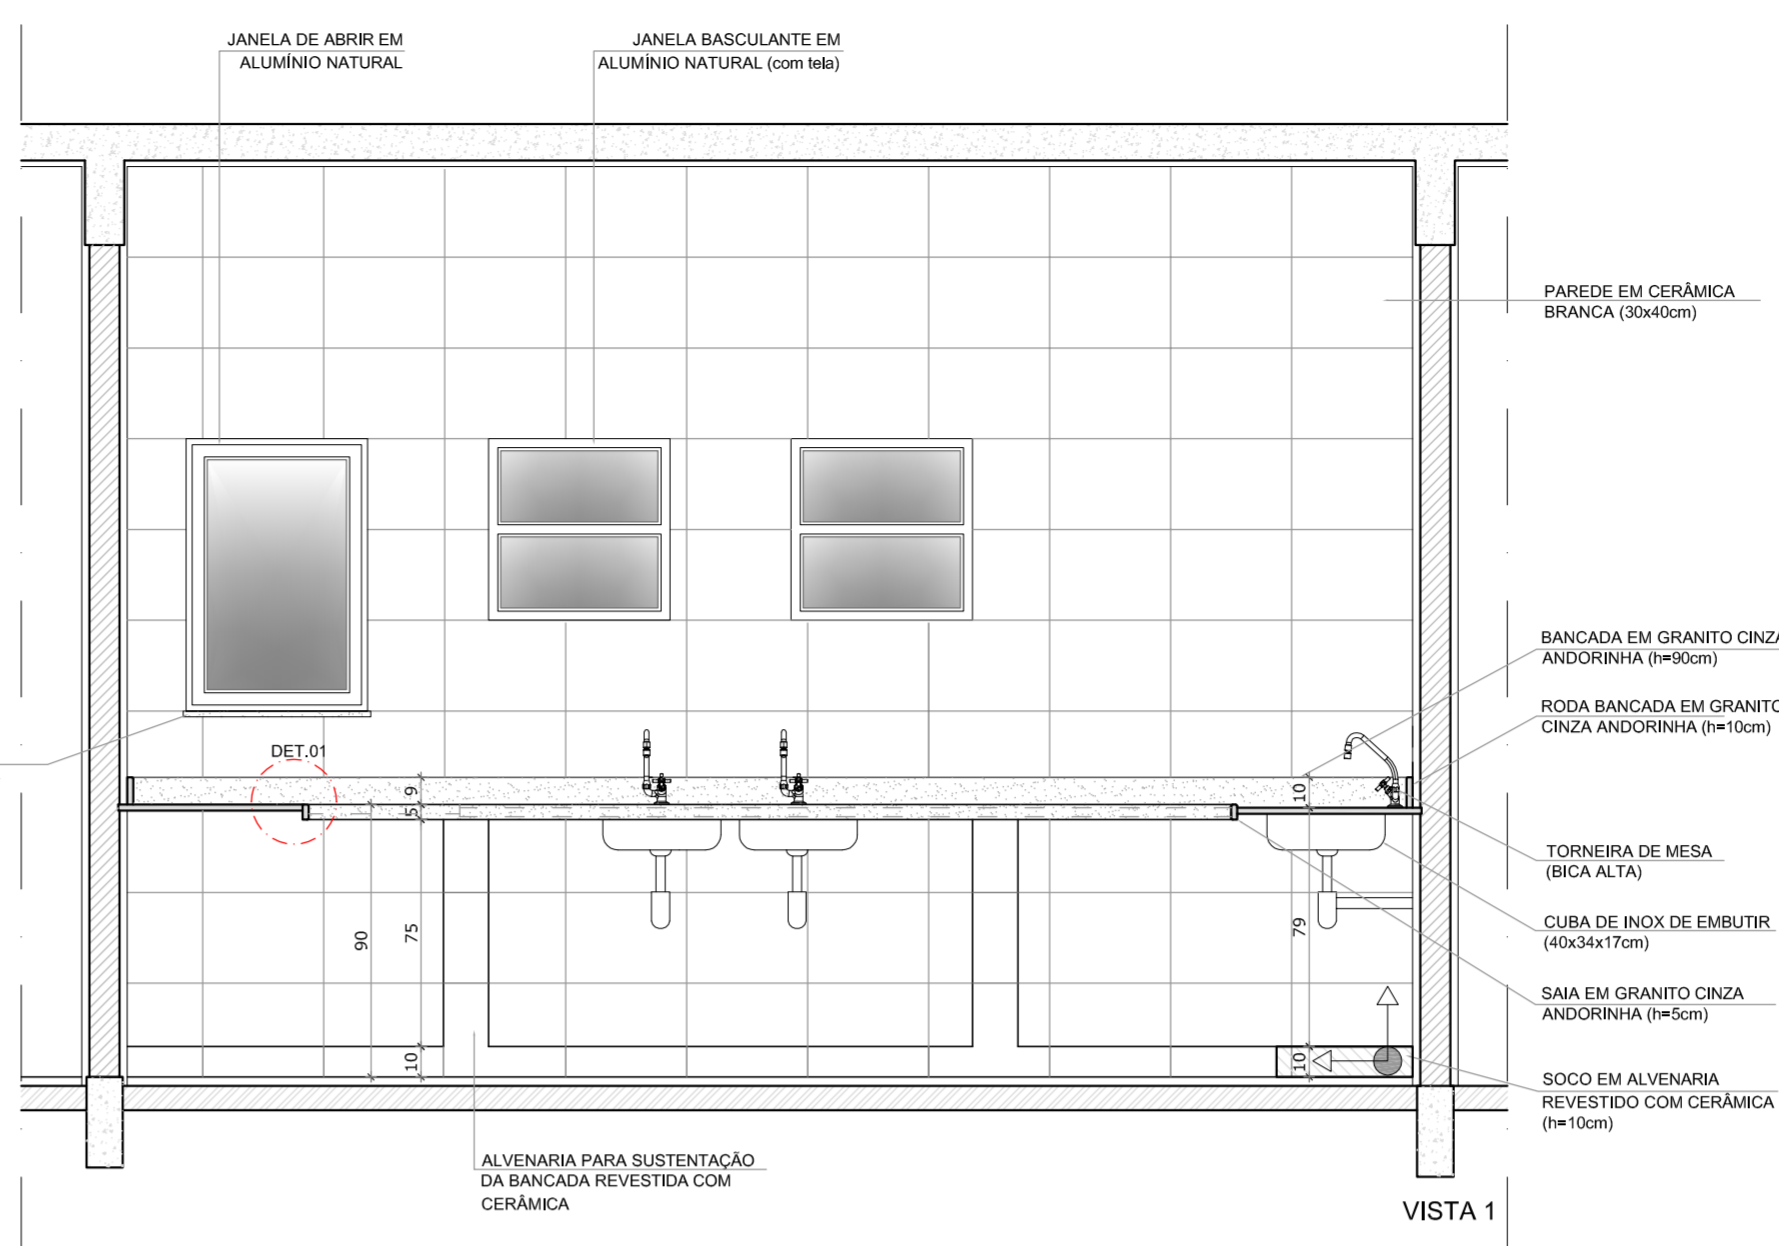 JANELA DE ABRIR EM
ALUMÍNIO NATURAL
JANELA BASCULANTE EM
ALUMÍNIO NATURAL (com tela)
PAREDE EM CERÂMICA
BRANCA (30x40cm)
BANCADA EM GRANITO CINZA
ANDORINHA (h=90cm)
RODA BANCADA EM GRANITO
CINZA ANDORINHA (h=10cm)
DET.01
9
5
10
TORNEIRA DE MESA
(BICA ALTA)
CUBA DE INOX DE EMBUTIR
(40x34x17cm)
90
75
79
SAIA EM GRANITO CINZA
ANDORINHA (h=5cm)
10
10
SOCO EM ALVENARIA
REVESTIDO COM CERÂMICA
(h=10cm)
ALVENARIA PARA SUSTENTAÇÃO
DA BANCADA REVESTIDA COM
CERÂMICA
VISTA 1